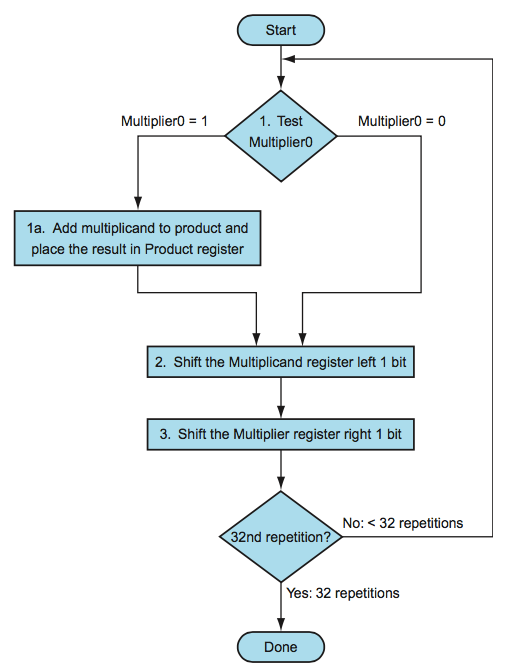 Start
Multiplier0 = 1
1. Test
Multiplier0
Multiplier0 = 0
1a. Add multiplicand to product and
place the result in Product register
2. Shift the Multiplicand register left 1 bit
3. Shift the Multiplier register right 1 bit
32nd repetition?
No: < 32 repetitions
Yes: 32 repetitions
Done